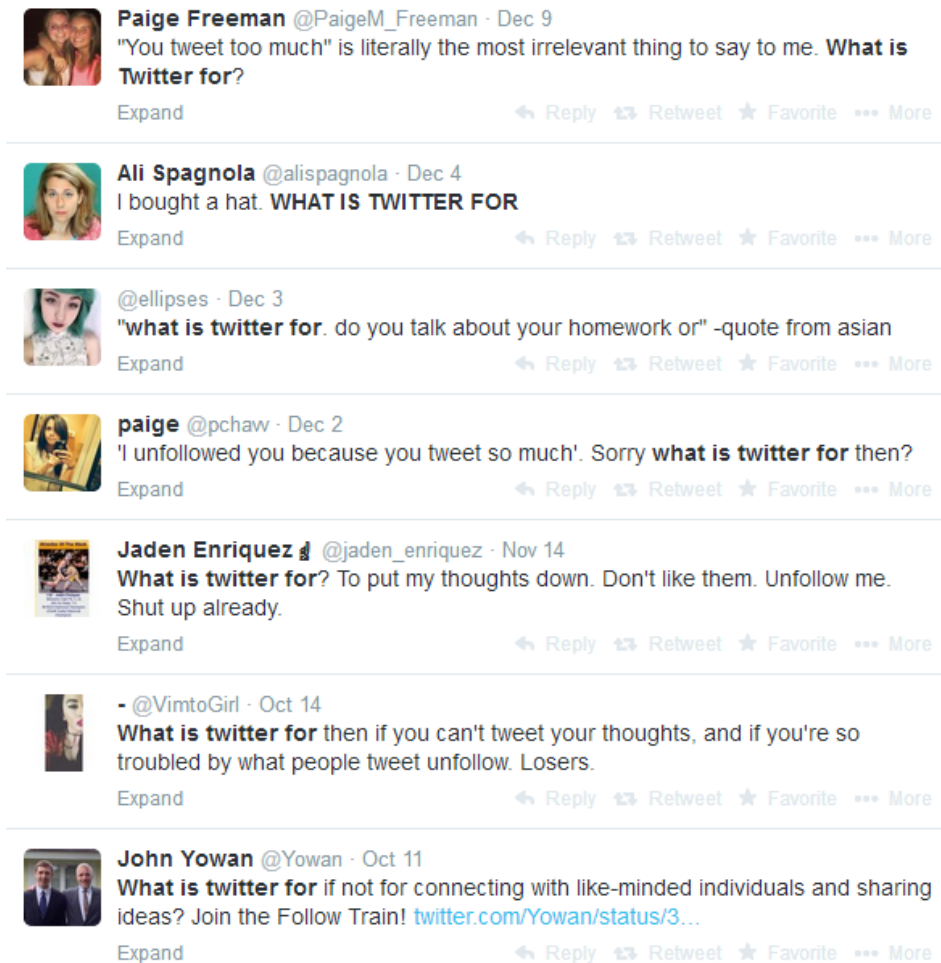 Paige Freeman @PaigeM_Freeman · Dec 9
"You tweet too much" is literally the most irrelevant thing to say to me. What is
Twitter for?
Expand Reply Retweet Favorite More
Ali Spagnola @alispagnola · Dec 4
I bought a hat. WHAT IS TWITTER FOR
Expand Reply Retweet Favorite More
@ellipses · Dec 3
"what is twitter for. do you talk about your homework or" -quote from asian
Expand Reply Retweet Favorite More
paige @pchaw · Dec 2
'I unfollowed you because you tweet so much'. Sorry what is twitter for then?
Expand Reply Retweet Favorite More
Jaden Enriquez @jaden_enriquez · Nov 14
What is twitter for? To put my thoughts down. Don't like them. Unfollow me.
Shut up already.
Expand Reply Retweet Favorite More
- @VimtoGirl · Oct 14
What is twitter for then if you can't tweet your thoughts, and if you're so
troubled by what people tweet unfollow. Losers.
Expand Reply Retweet Favorite More
John Yowan @Yowan · Oct 11
What is twitter for if not for connecting with like-minded individuals and sharing
ideas? Join the Follow Train! twitter.com/Yowan/status/3...
Expand Reply Retweet Favorite More